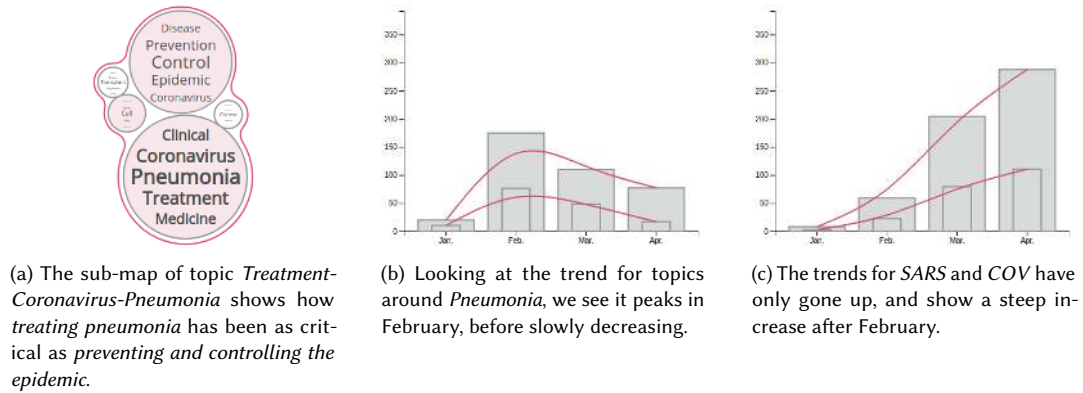 Disease
Prevention
Control
Epidemic
Coronavirus
Cell
Disease
Clinical
Coronavirus
Pneumonia
Treatment
Medicine
350
300
250
200
150
100
50
0
Jan.
Feb.
Mar.
Apr.
350
300
250
200
150
100
50
0
Jan.
Feb.
Mar.
Apr.
(a) The sub-map of topic Treatment-
Coronavirus-Pneumonia shows how
treating pneumonia has been as crit-
ical as preventing and controlling the
epidemic.
(b) Looking at the trend for topics
around Pneumonia, we see it peaks in
February, before slowly decreasing.
(c) The trends for SARS and COV have
only gone up, and show a steep in-
crease after February.